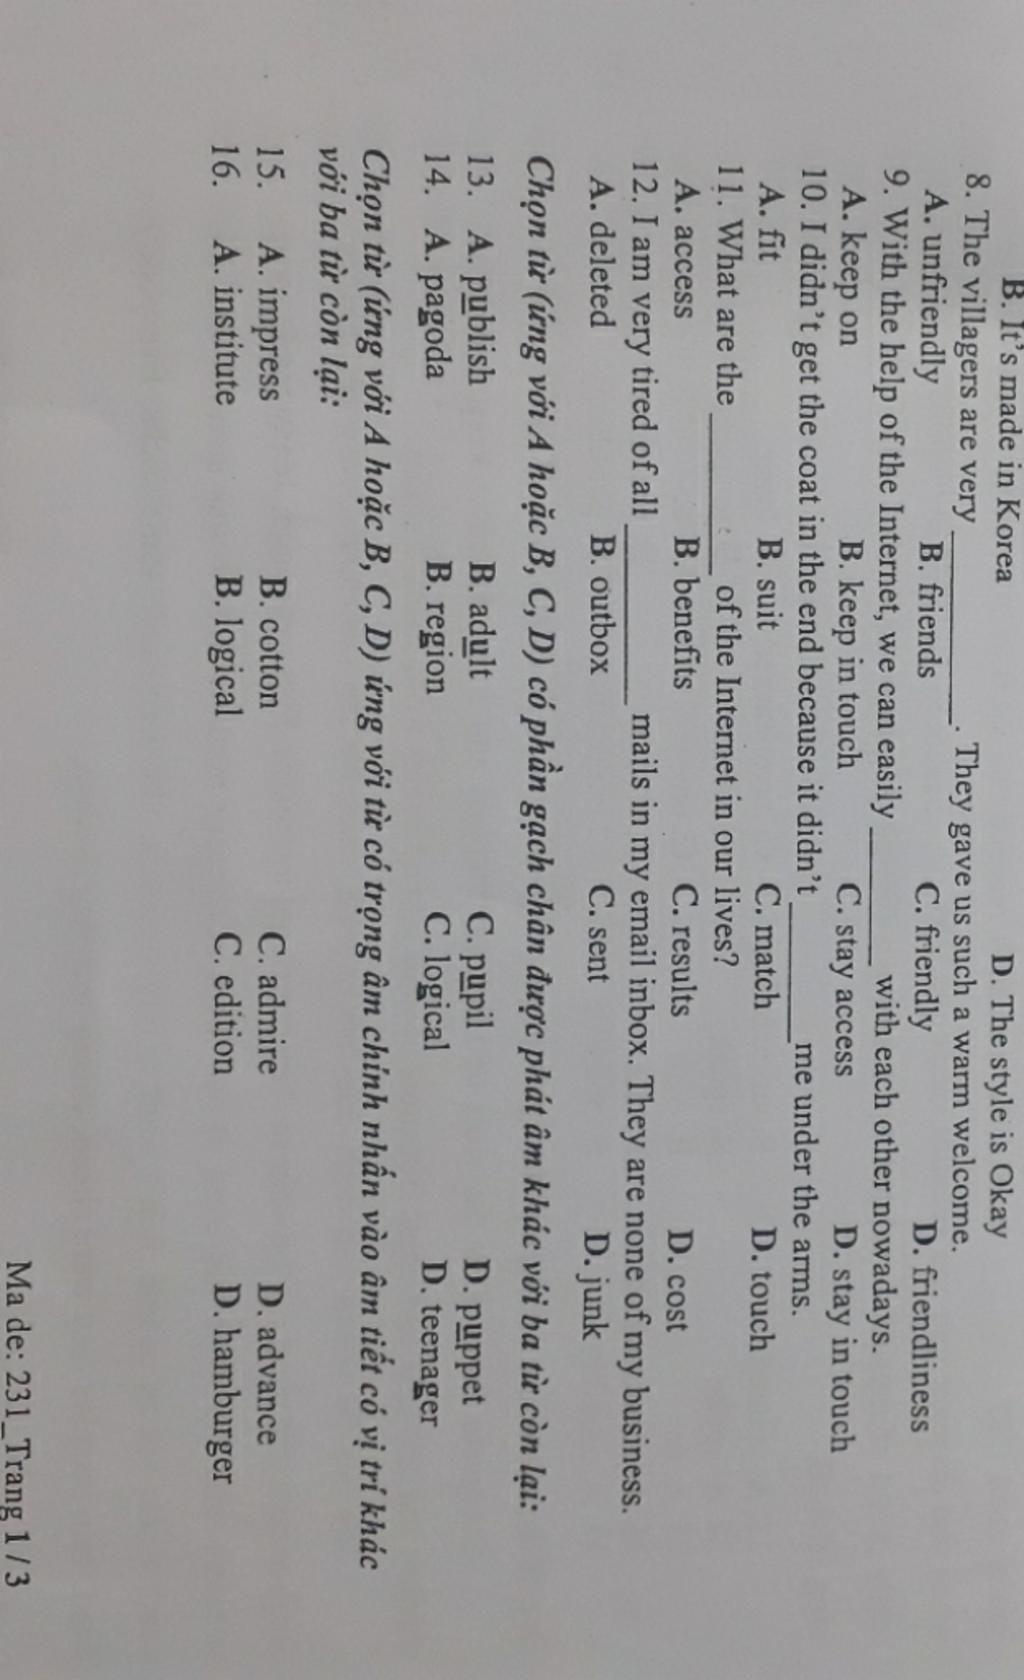 B. It's made in Korea D. The style is Okay
8. The villagers are very ________. They gave us such a warm welcome.
A. unfriendly B. friends C. friendly D. friendliness
9. With the help of the Internet, we can easily ________ with each other nowadays.
A. keep on B. keep in touch C. stay access D. stay in touch
10. I didn't get the coat in the end because it didn't ________ me under the arms.
A. fit B. suit C. match D. touch
11. What are the ________ of the Internet in our lives?
A. access B. benefits C. results D. cost
12. I am very tired of all ________ mails in my email inbox. They are none of my business.
A. deleted B. outbox C. sent D. junk
Chọn từ (ứng với A hoặc B, C, D) có phần gạch chân được phát âm khác với ba từ còn lại:
13. A. publish B. adult C. pupil D. puppet
14. A. pagoda B. region C. logical D. teenager
Chọn từ (ứng với A hoặc B, C, D) ứng với từ có trọng âm chính nhấn vào âm tiết có vị trí khác
với ba từ còn lại:
15. A. impress B. cotton C. admire D. advance
16. A. institute B. logical C. edition D. hamburger
Ma de: 231_Trang 1 / 3